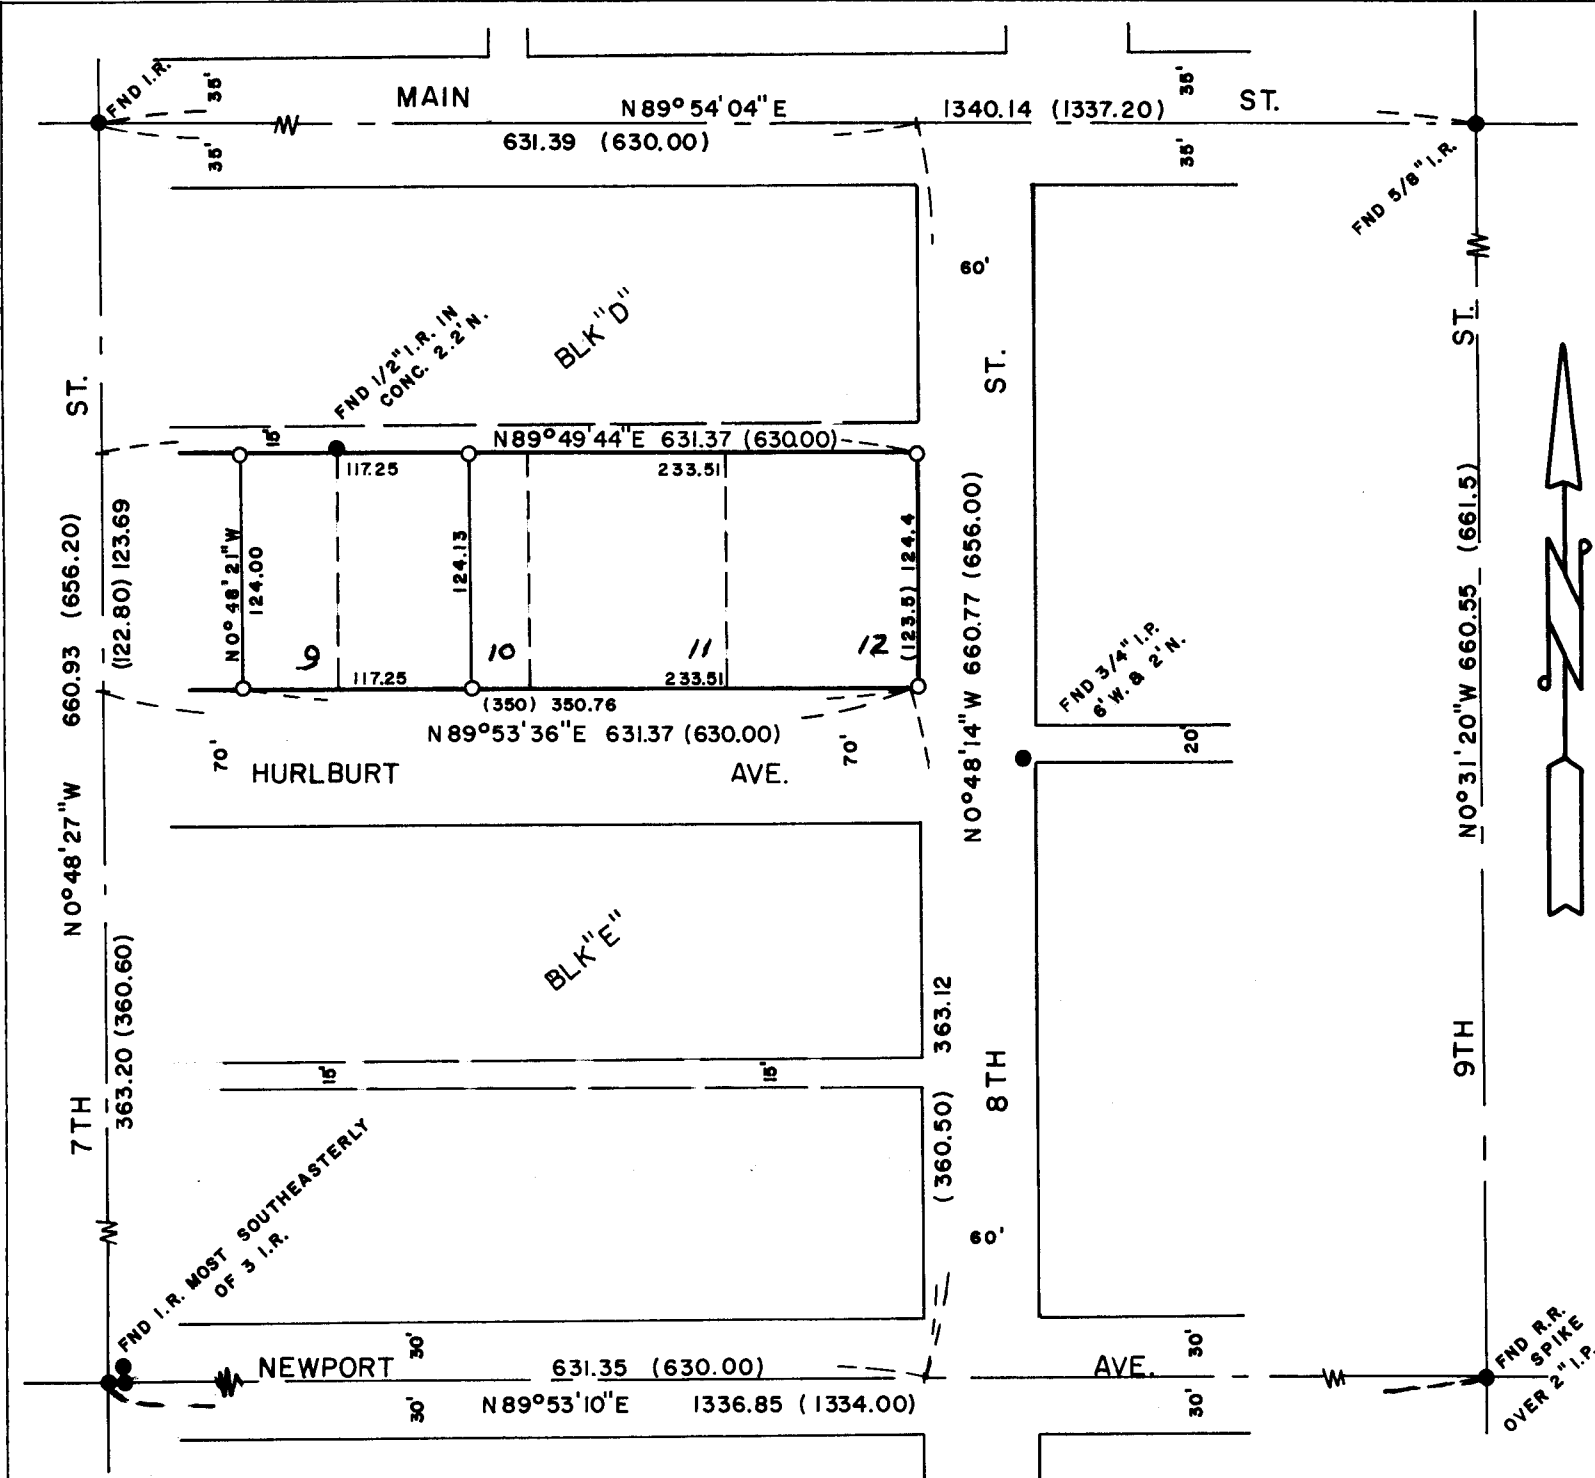 FND I.R.
35'
35'
MAIN
N 89° 54' 04" E
631.39 (630.00)
1340.14 (1337.20)
35'
35'
ST.
FND 5/8" I.R.
60'
BLK "D"
FND 1/2" I.R. IN
CONC. 2.2' N.
ST.
ST.
ST.
15'
N 89° 49' 44" E 631.37 (630.00)
117.25
233.51
660.93 (656.20)
(122.80) 123.69
N 0° 48' 21" W
124.00
124.13
(123.5) 124.4
N 0° 48' 14" W 660.77 (656.00)
N 0° 31' 20" W 660.55 (661.5)
9
10
11
12
117.25
233.51
(350) 350.76
N 89° 53' 36" E 631.37 (630.00)
FND 3/4" I.P.
6' W. & 2' N.
20'
70'
HURLBURT
AVE.
70'
N 0° 48' 27" W
BLK "E"
363.20 (360.60)
363.12
(360.50)
15'
15'
7TH
8TH
9TH
FND I.R. MOST SOUTHEASTERLY
OF 3 I.R.
60'
30'
NEWPORT
631.35 (630.00)
AVE.
30'
30'
N 89° 53' 10" E
1336.85 (1334.00)
30'
FND R.R.
SPIKE
OVER 2" I.P.